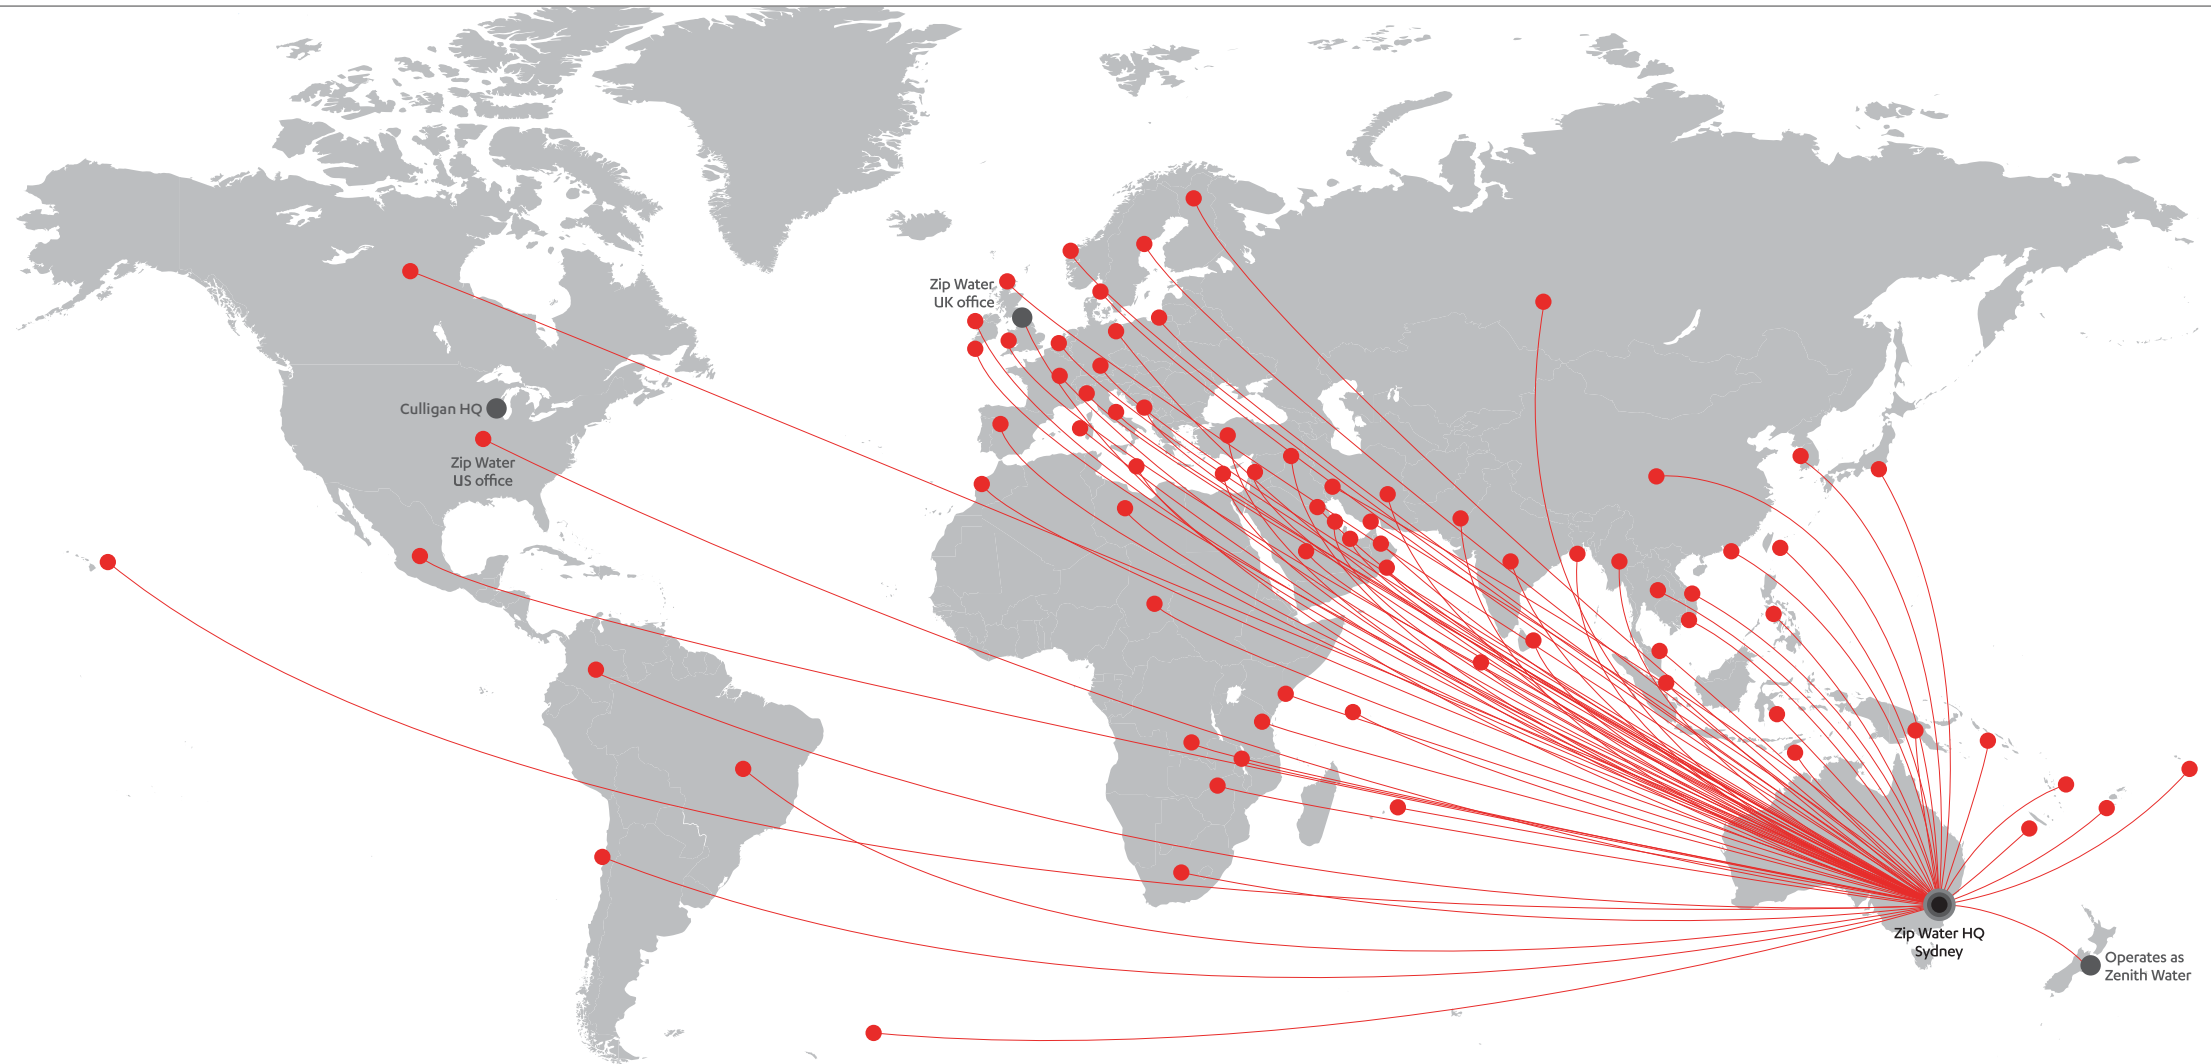 Zip Water
UK office
Culligan HQ
Zip Water
US office
Zip Water HQ
Sydney
Operates as
Zenith Water